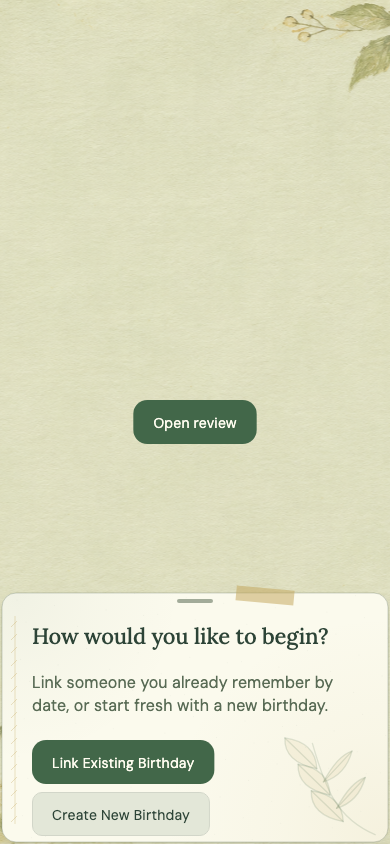 Open review
How would you like to begin?
Link someone you already remember by
date, or start fresh with a new birthday.
Link Existing Birthday
Create New Birthday